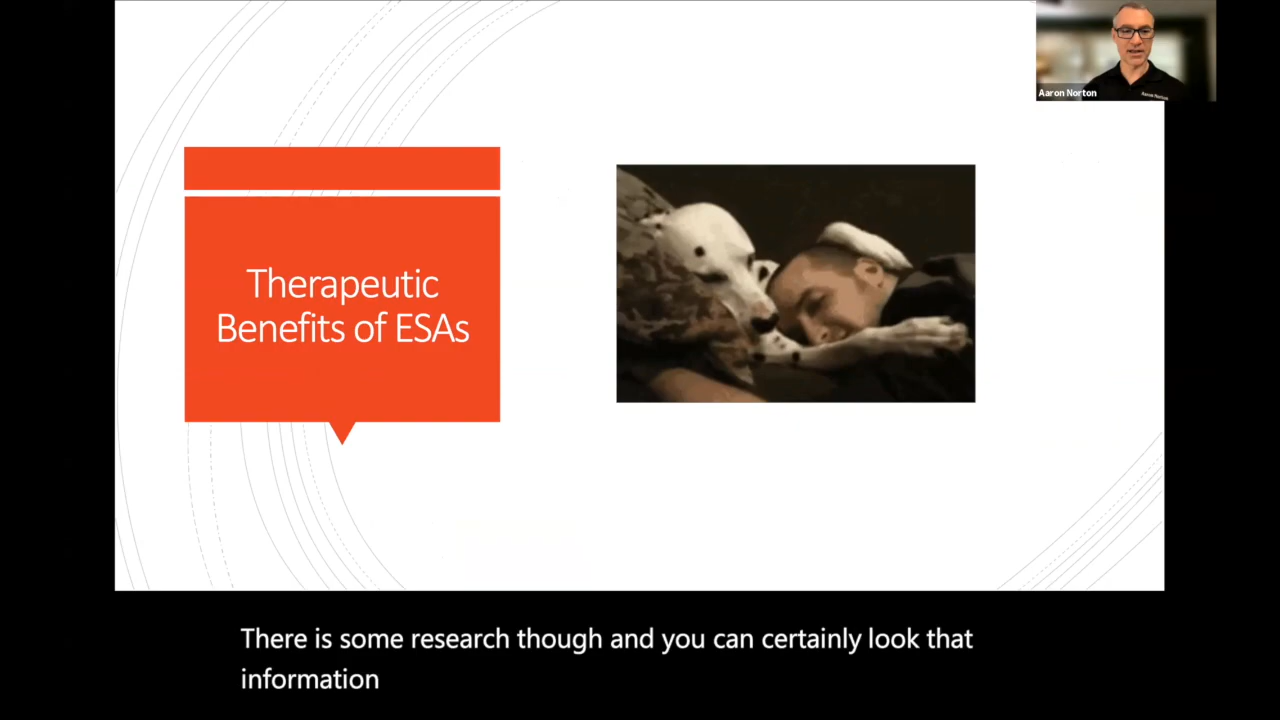 Aaron Norton
Therapeutic
Benefits of ESAs
There is some research though and you can certainly look that
information